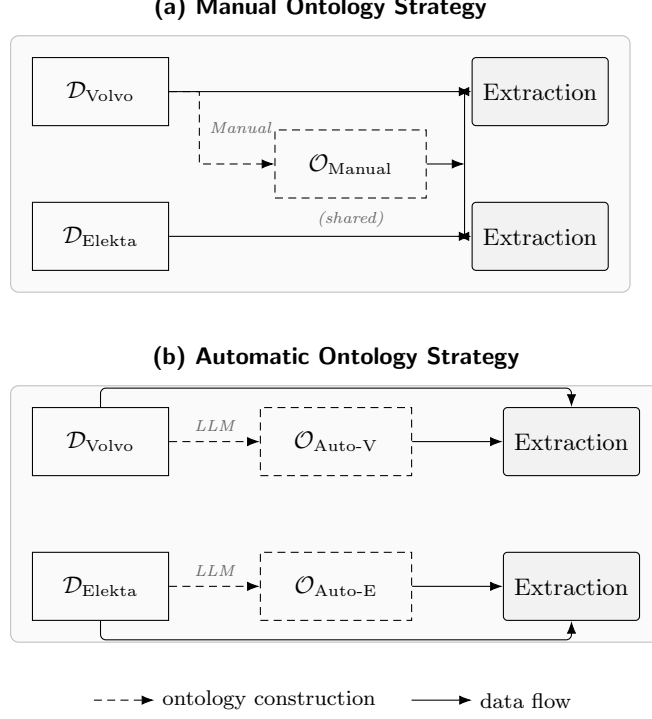 (a) Manual Ontology Strategy
𝒟Volvo
Extraction
Manual
𝒪Manual
(shared)
𝒟Elekta
Extraction
(b) Automatic Ontology Strategy
𝒟Volvo
LLM
𝒪Auto-V
Extraction
𝒟Elekta
LLM
𝒪Auto-E
Extraction
ontology construction
data flow